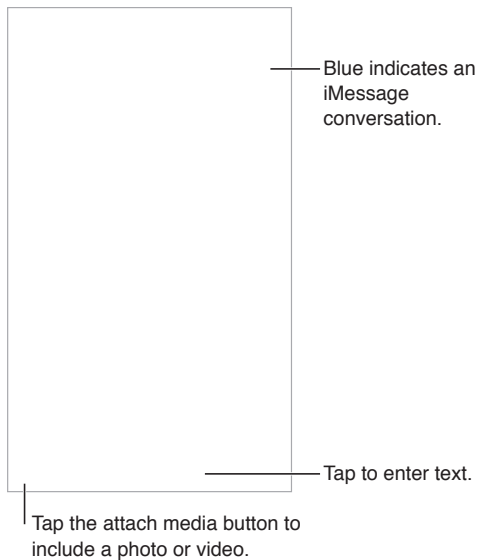 Blue indicates an
iMessage
conversation.
Tap to enter text.
Tap the attach media button to
include a photo or video.